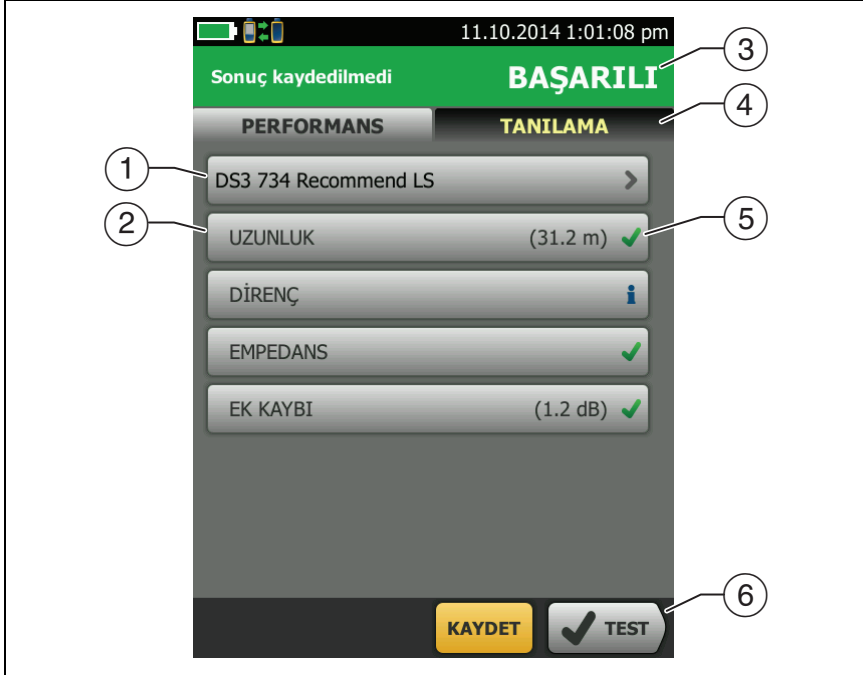 11.10.2014 1:01:08 pm
Sonuç kaydedilmedi BAŞARILI
PERFORMANS TANILAMA
DS3 734 Recommend LS
UZUNLUK (31.2 m)
DİRENÇ
EMPEDANS
EK KAYBI (1.2 dB)
KAYDET TEST
1
2
3
4
5
6